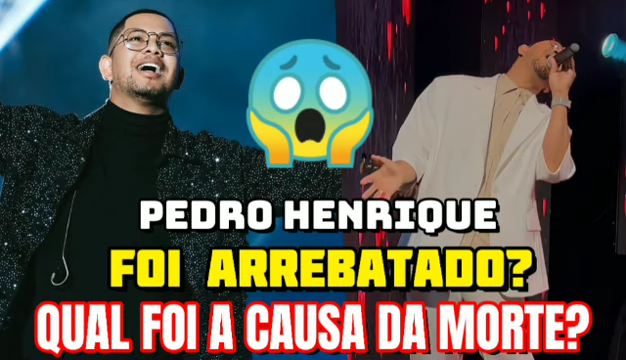 PEDRO HENRIQUE
FOI ARREBATADO?
QUAL FOI A CAUSA DA MORTE?